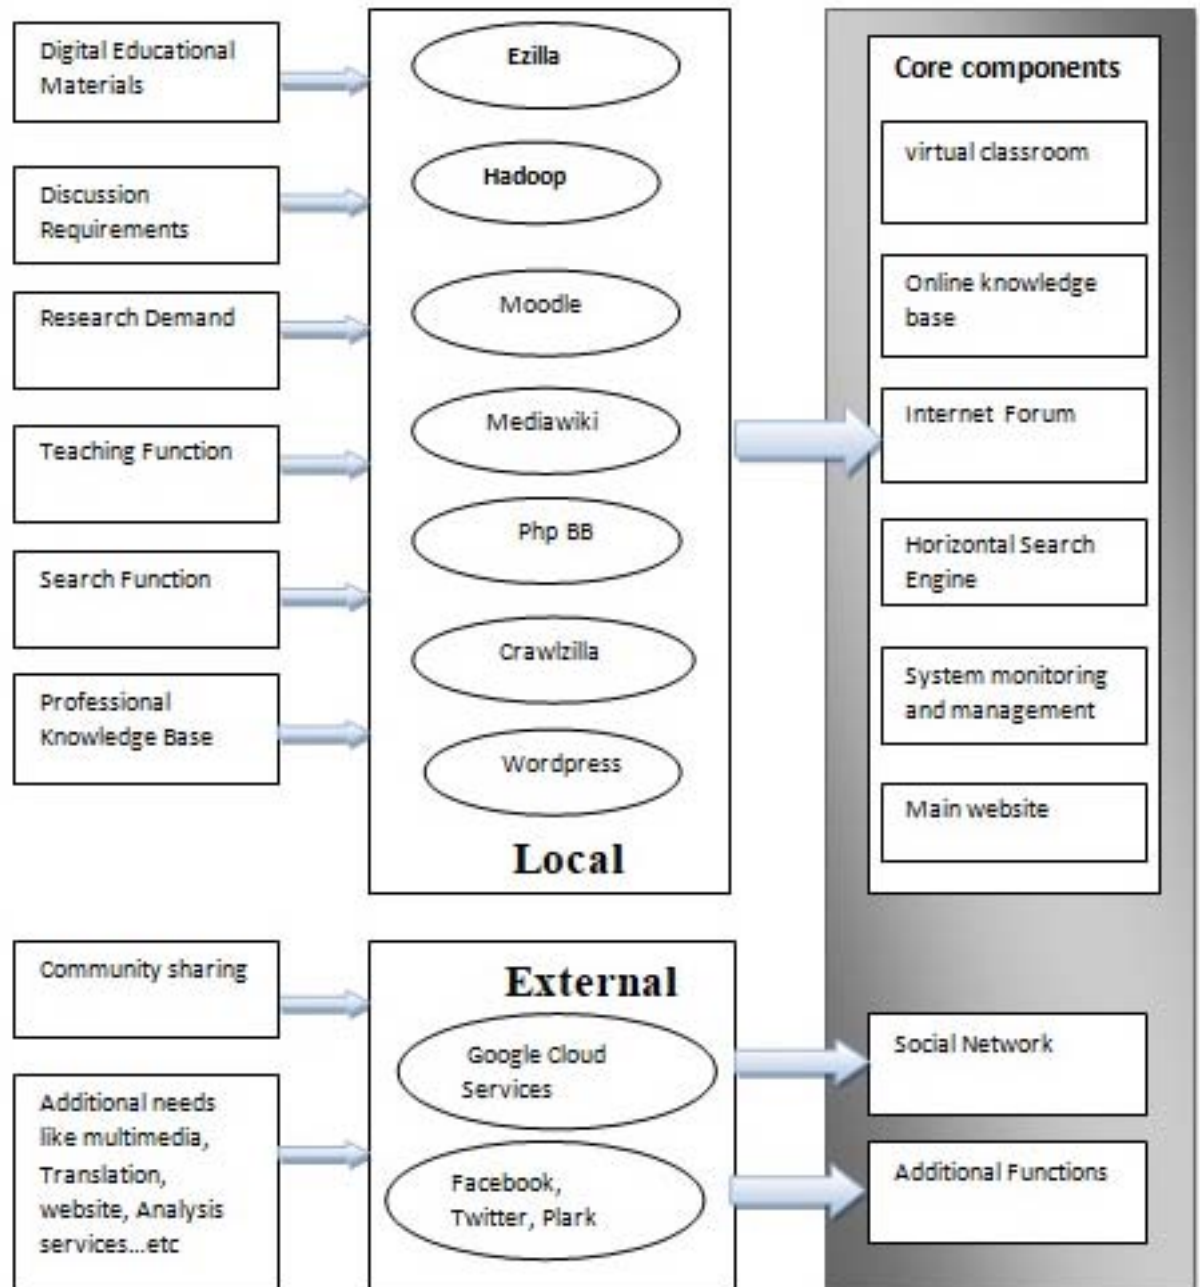 Digital Educational
Materials
Discussion
Requirements
Research Demand
Teaching Function
Search Function
Professional
Knowledge Base
Ezilla
Hadoop
Moodle
Mediawiki
Php BB
Crawlzilla
Wordpress
Local
Core components
virtual classroom
Online knowledge
base
Internet Forum
Horizontal Search
Engine
System monitoring
and management
Main website
Community sharing
Additional needs
like multimedia,
Translation,
website, Analysis
services...etc
External
Google Cloud
Services
Facebook,
Twitter, Plark
Social Network
Additional Functions